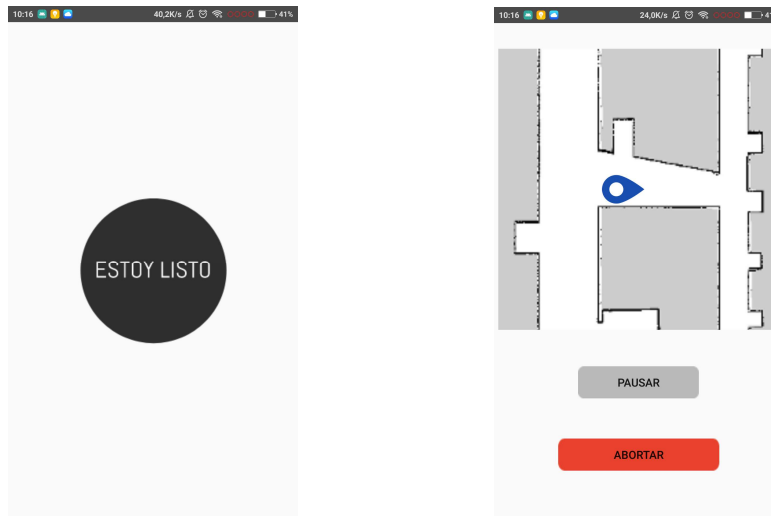 10:16 40,2K/s 41%
ESTOY LISTO
10:16 24,0K/s
PAUSAR
ABORTAR